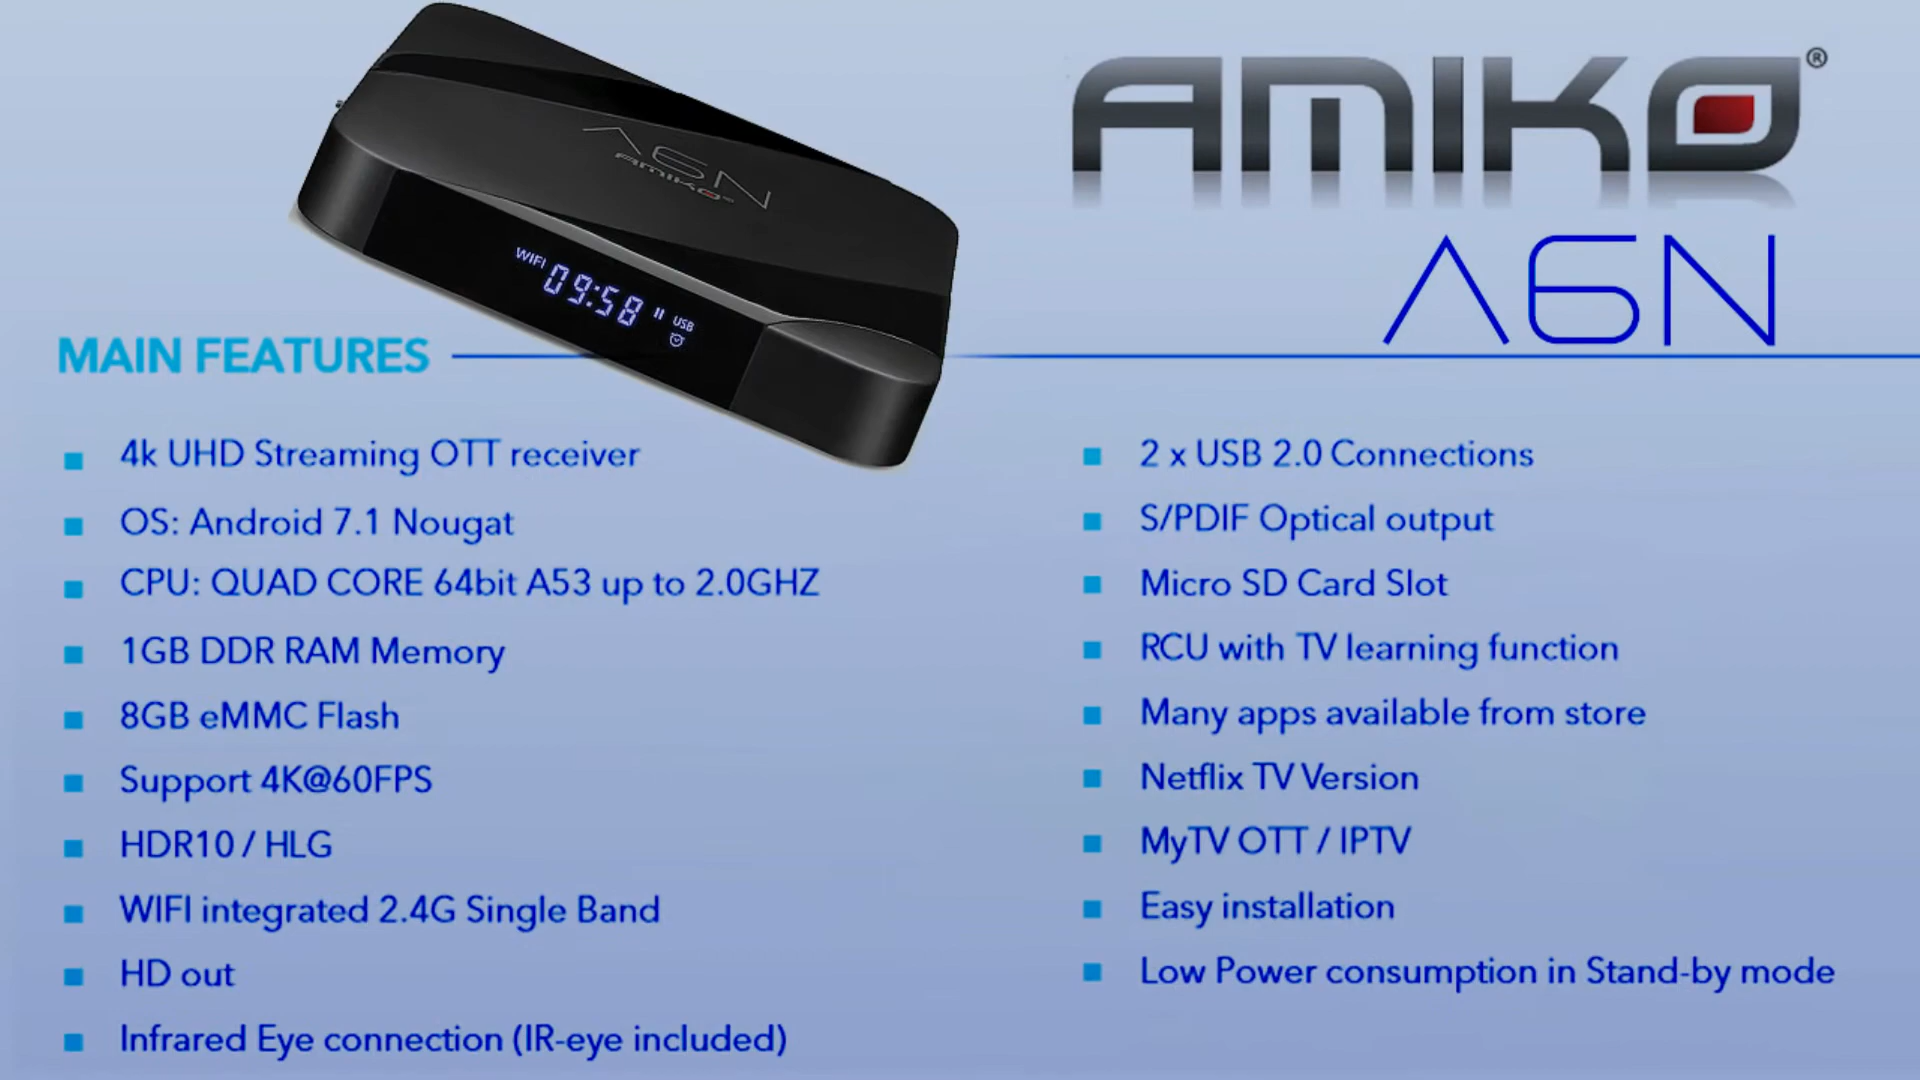 AMIKO®
A6N
A6N
AMIKO
WIFI
09:58
USB
MAIN FEATURES
4k UHD Streaming OTT receiver
OS: Android 7.1 Nougat
CPU: QUAD CORE 64bit A53 up to 2.0GHZ
1GB DDR RAM Memory
8GB eMMC Flash
Support 4K@60FPS
HDR10 / HLG
WIFI integrated 2.4G Single Band
HD out
Infrared Eye connection (IR-eye included)
2 x USB 2.0 Connections
S/PDIF Optical output
Micro SD Card Slot
RCU with TV learning function
Many apps available from store
Netflix TV Version
MyTV OTT / IPTV
Easy installation
Low Power consumption in Stand-by mode